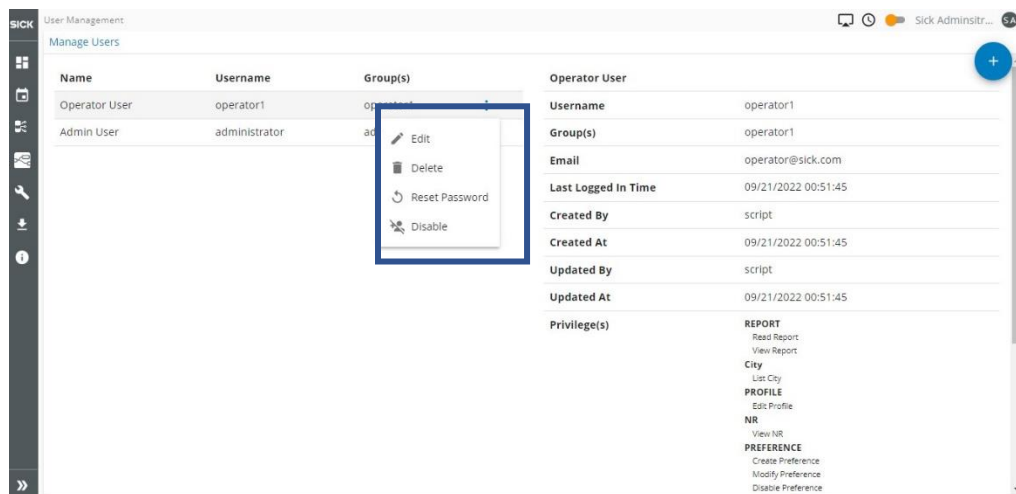 SICK User Management Sick Adminsitr... SA
Manage Users
+
Name Username Group(s)
Operator User operator1
Admin User administrator
Edit
Delete
Reset Password
Disable
Operator User
Username operator1
Group(s) operator1
Email operator@sick.com
Last Logged In Time 09/21/2022 00:51:45
Created By script
Created At 09/21/2022 00:51:45
Updated By script
Updated At 09/21/2022 00:51:45
Privilege(s) REPORT
Read Report
View Report
City
List City
PROFILE
Edit Profile
NR
View NR
PREFERENCE
Create Preference
Modify Preference
Disable Preference